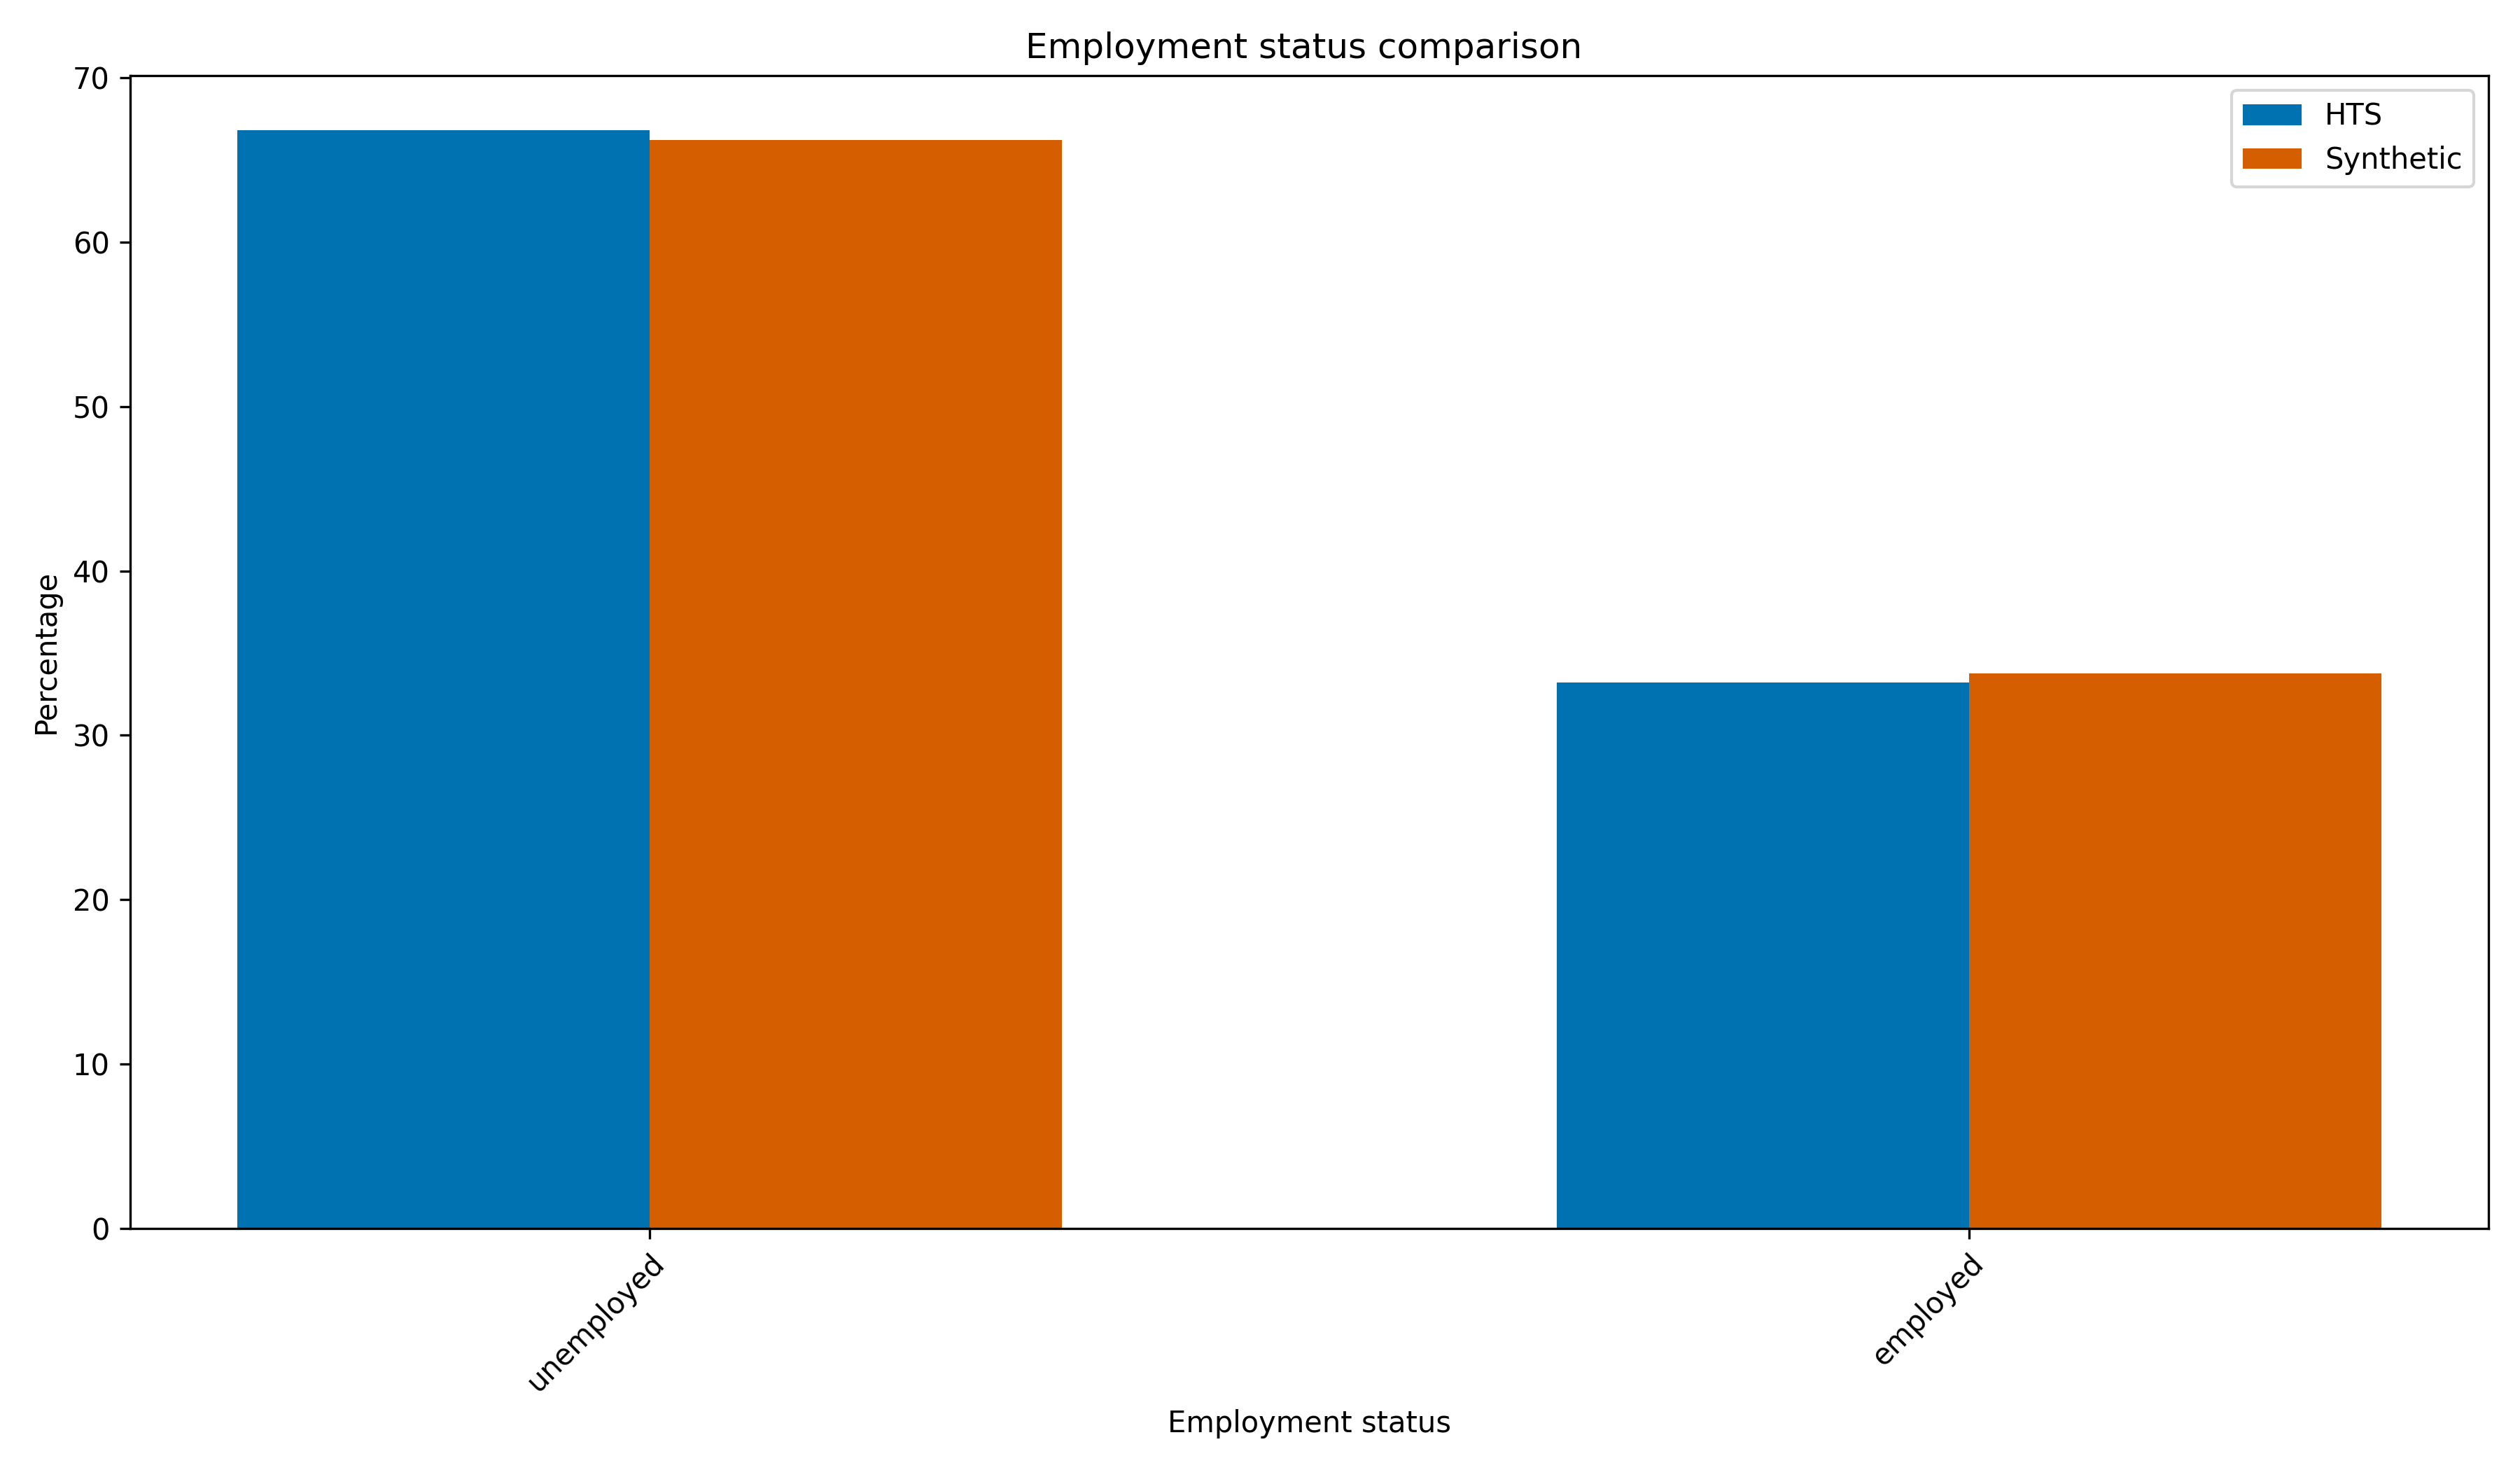 Employment status comparison
HTS
Synthetic
Percentage
70
60
50
40
30
20
10
0
unemployed
employed
Employment status